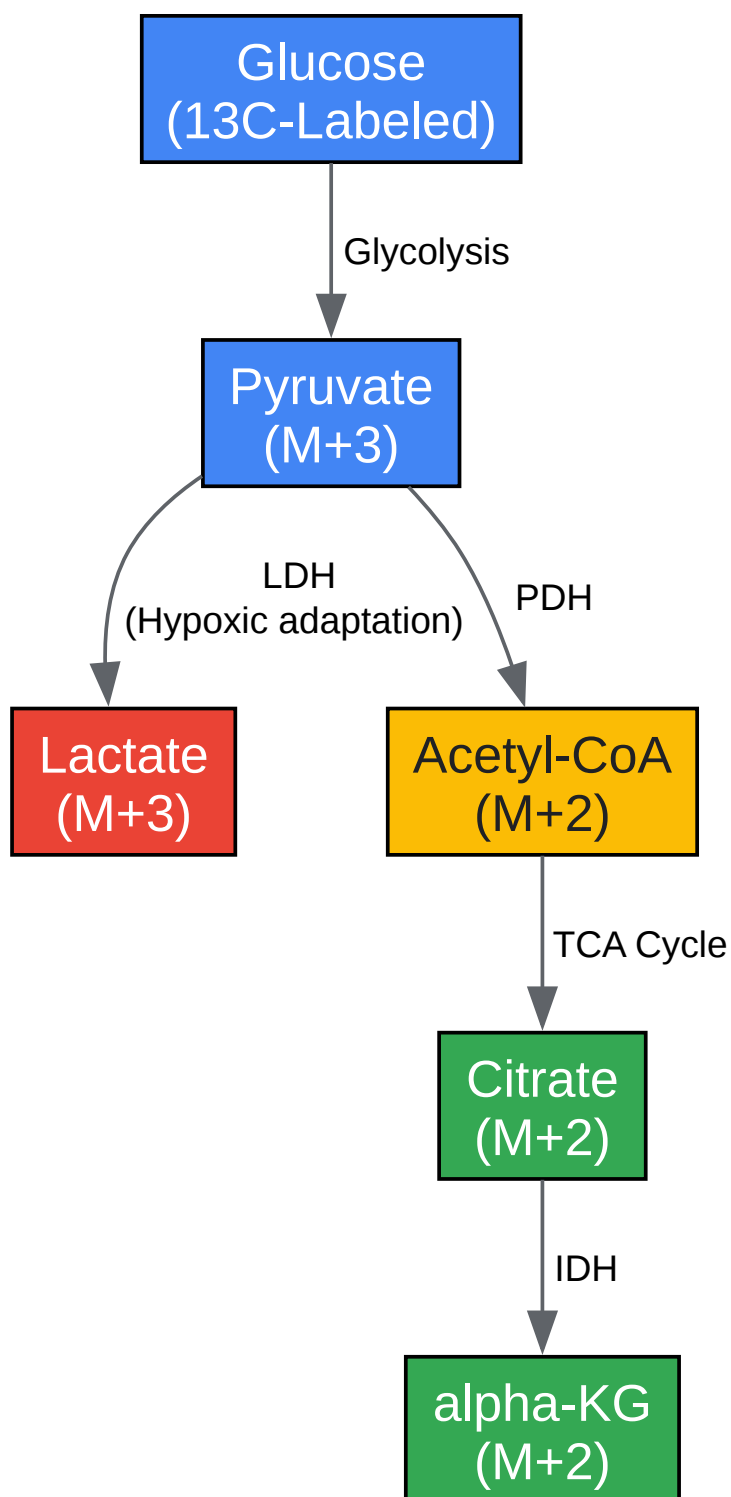 Glucose
(13C-Labeled)
Glycolysis
Pyruvate
(M+3)
LDH
(Hypoxic adaptation)
PDH
Lactate
(M+3)
Acetyl-CoA
(M+2)
TCA Cycle
Citrate
(M+2)
IDH
alpha-KG
(M+2)